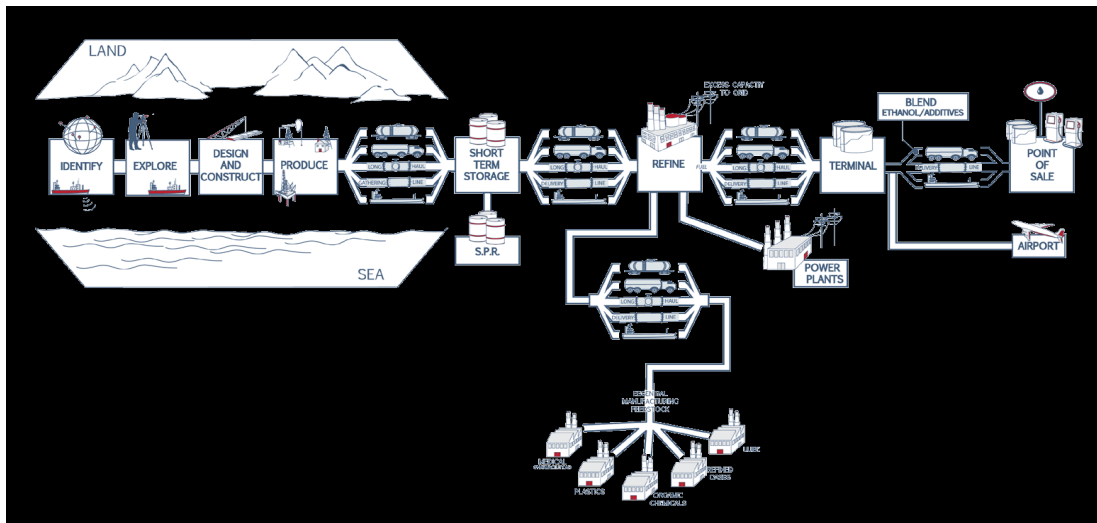 LAND
EXCESS CAPACITY
TO GRID
BLEND
ETHANOL/ADDITIVES
IDENTIFY
EXPLORE
DESIGN
AND
CONSTRUCT
PRODUCE
LONG HAUL
GATHERING LINE
SHORT
TERM
STORAGE
LONG HAUL
DELIVERY LINE
REFINE
FUEL
LONG HAUL
DELIVERY LINE
TERMINAL
DELIVERY LINE
POINT
OF
SALE
S.P.R.
SEA
AIRPORT
POWER
PLANTS
LONG HAUL
DELIVERY LINE
ESSENTIAL
MANUFACTURING
FEEDSTOCK
MEDICAL
PLASTICS
ORGANIC
CHEMICALS
REFINED
GASES
LUBE